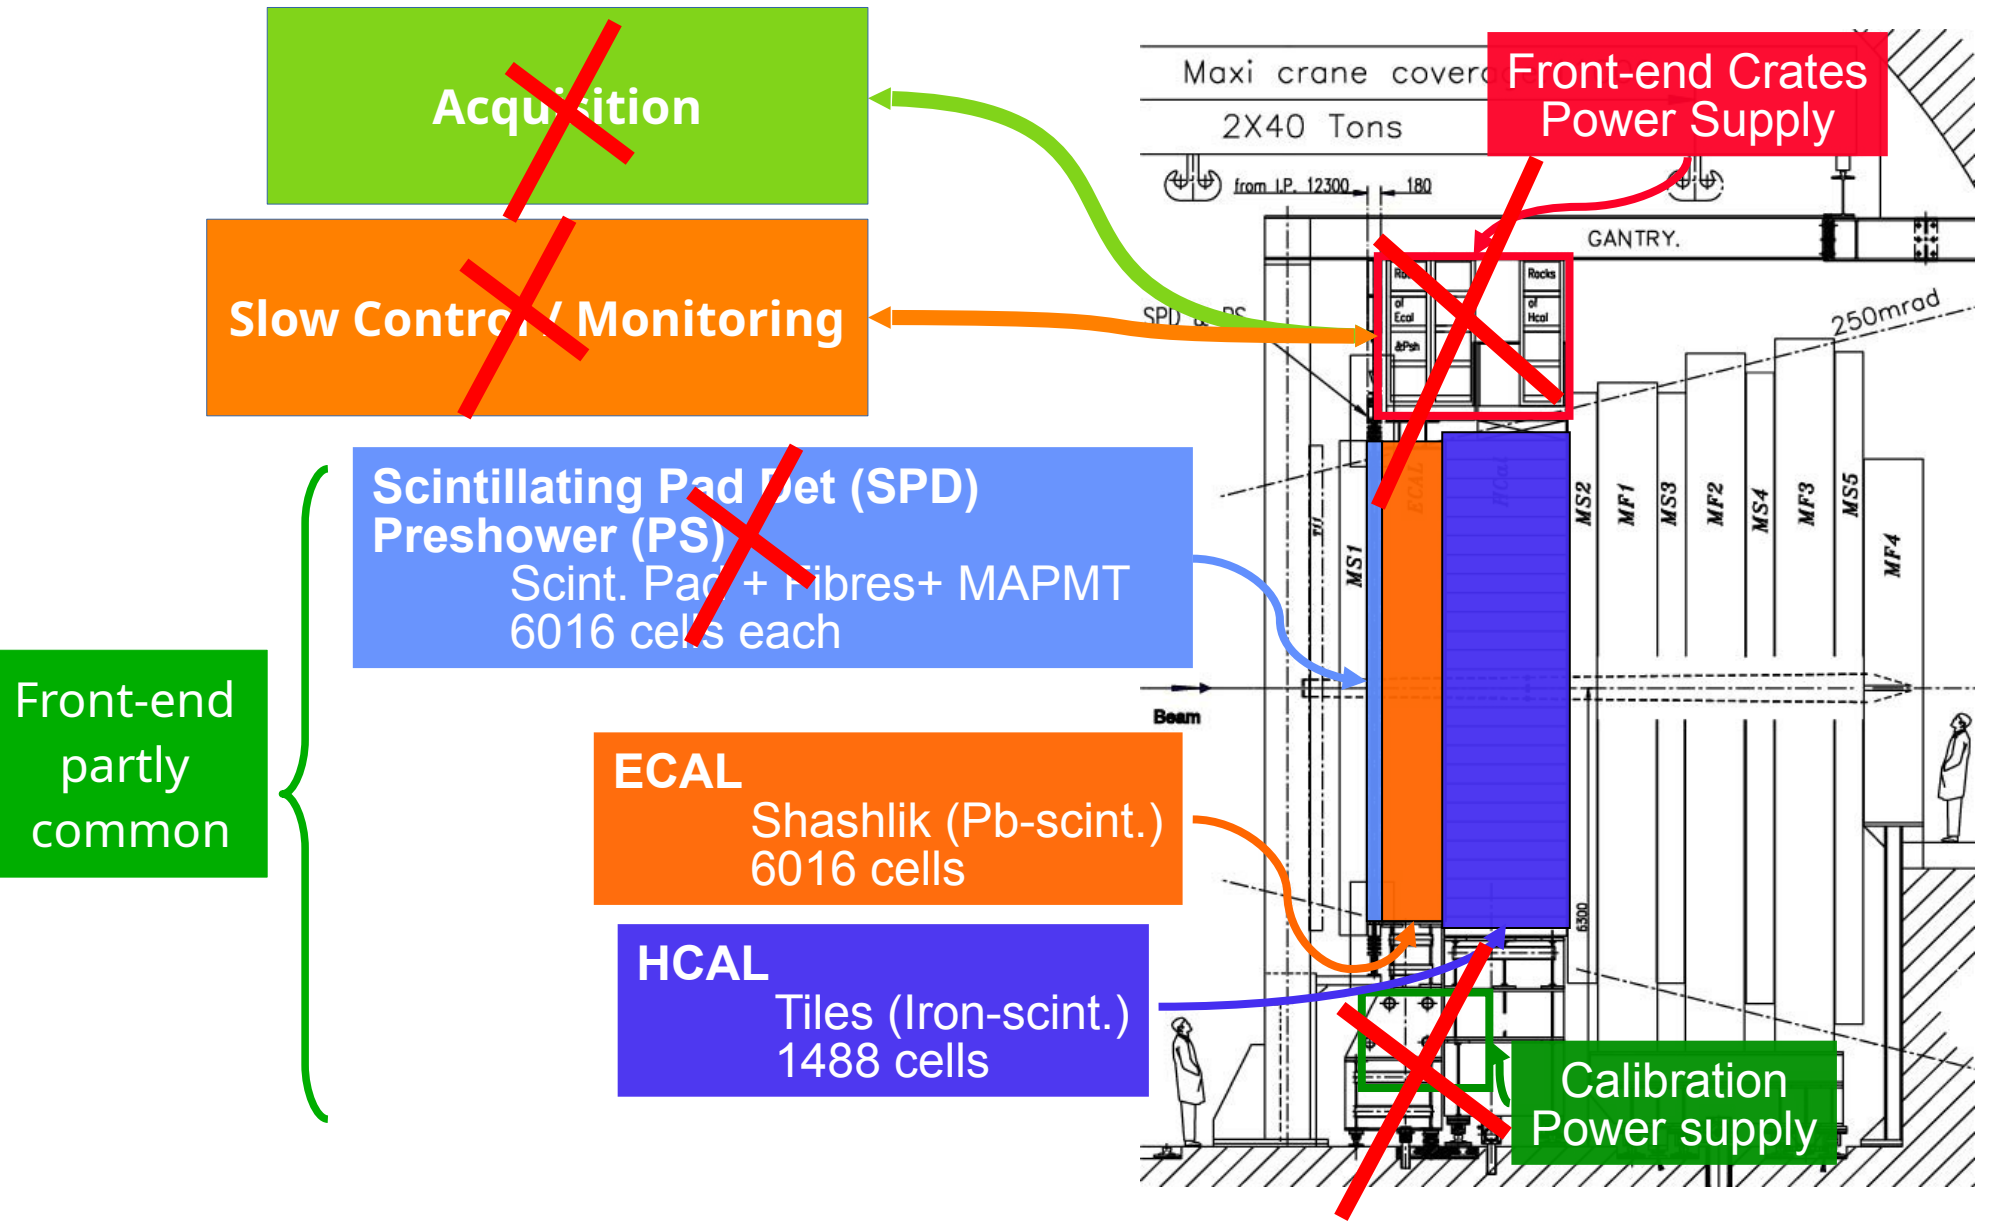 Acquisition
Slow Control / Monitoring
Scintillating Pad Det (SPD)
Preshower (PS)
Scint. Pad + Fibres+ MAPMT
6016 cells each
Front-end
partly
common
ECAL
Shashlik (Pb-scint.)
6016 cells
HCAL
Tiles (Iron-scint.)
1488 cells
Maxi crane
2X40 Tons
Front-end Crates
Power Supply
from I.P. 12300
180
GANTRY.
Racks
of
Hcal
of
Ecal
&Psh
250mrad
SPD &
MS1
ECAL
HCal
MS2
MF1
MS3
MF2
MS4
MF3
MS5
MF4
Beam
6300
Calibration
Power supply